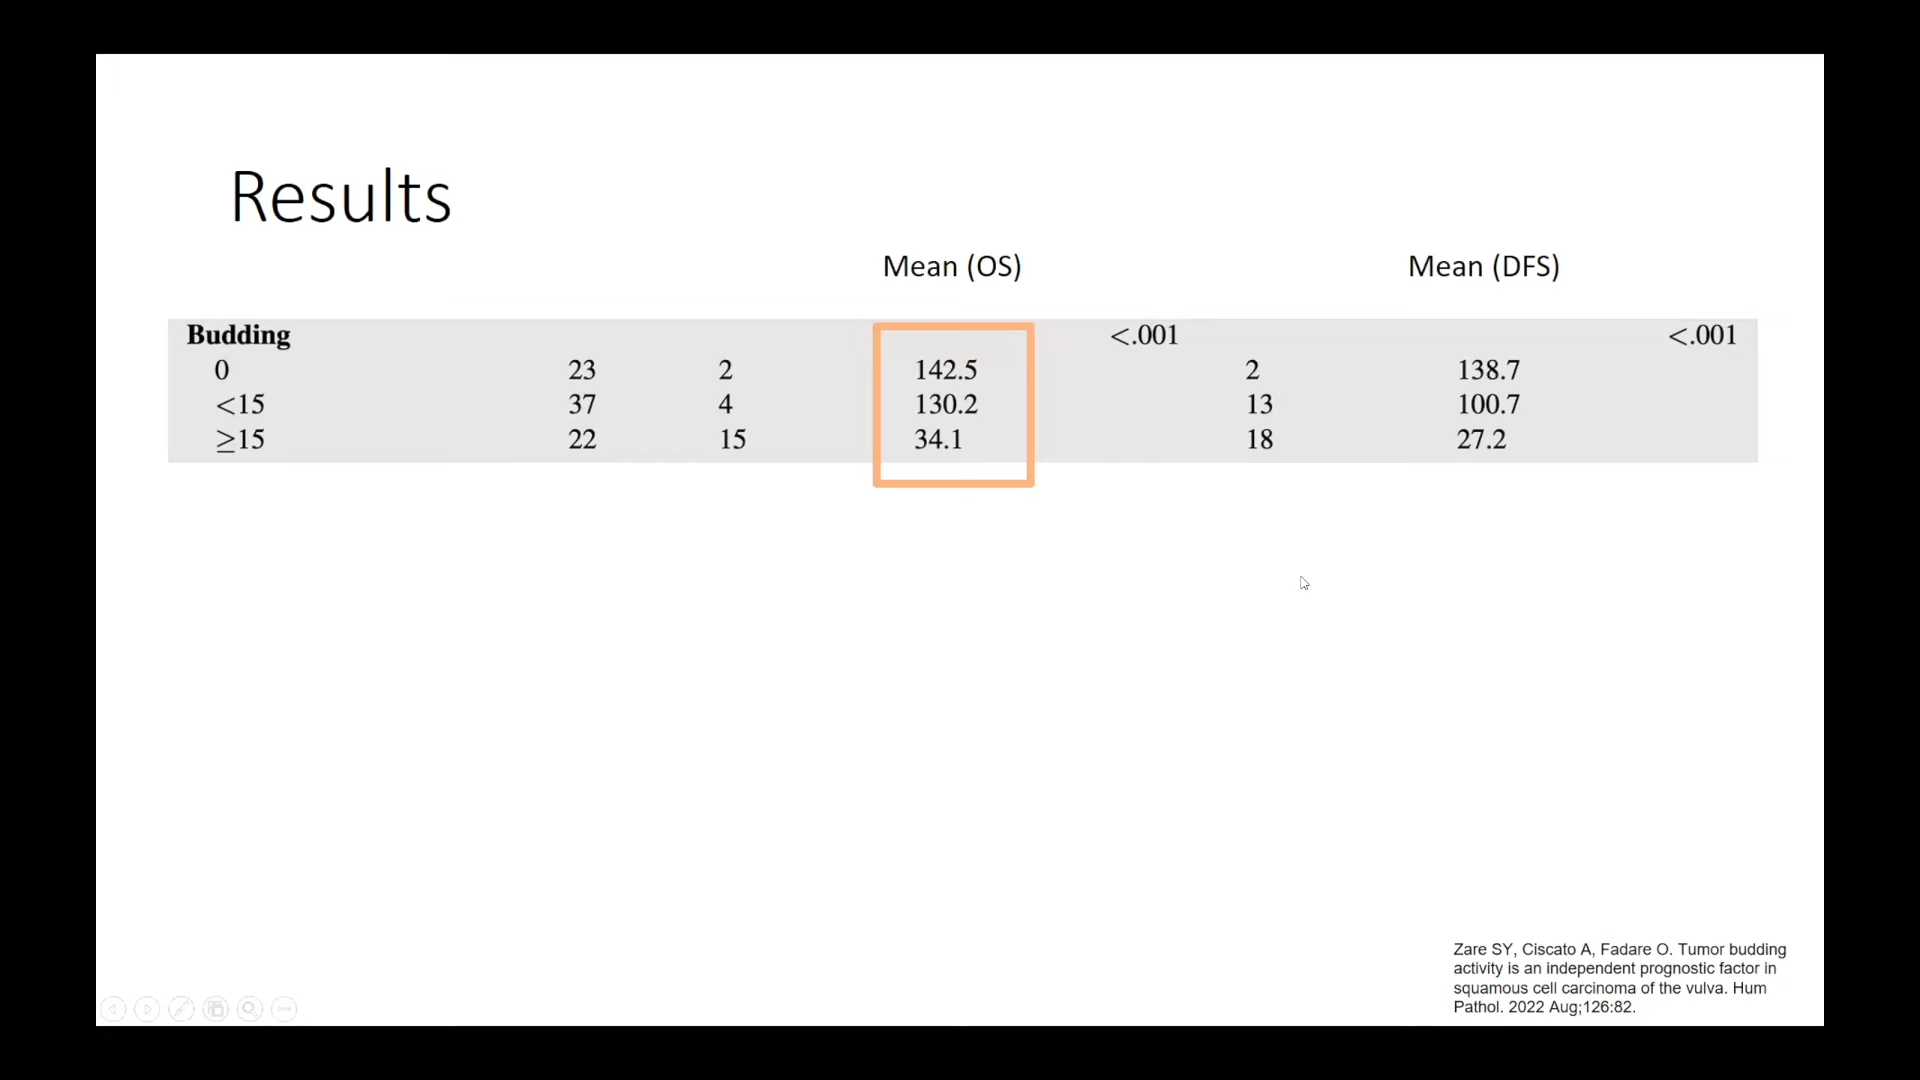 Results
Mean (OS) Mean (DFS)
Budding <.001 <.001
0 23 2 142.5 2 138.7
<15 37 4 130.2 13 100.7
≥15 22 15 34.1 18 27.2
Zare SY, Ciscato A, Fadare O. Tumor budding
activity is an independent prognostic factor in
squamous cell carcinoma of the vulva. Hum
Pathol. 2022 Aug;126:82.